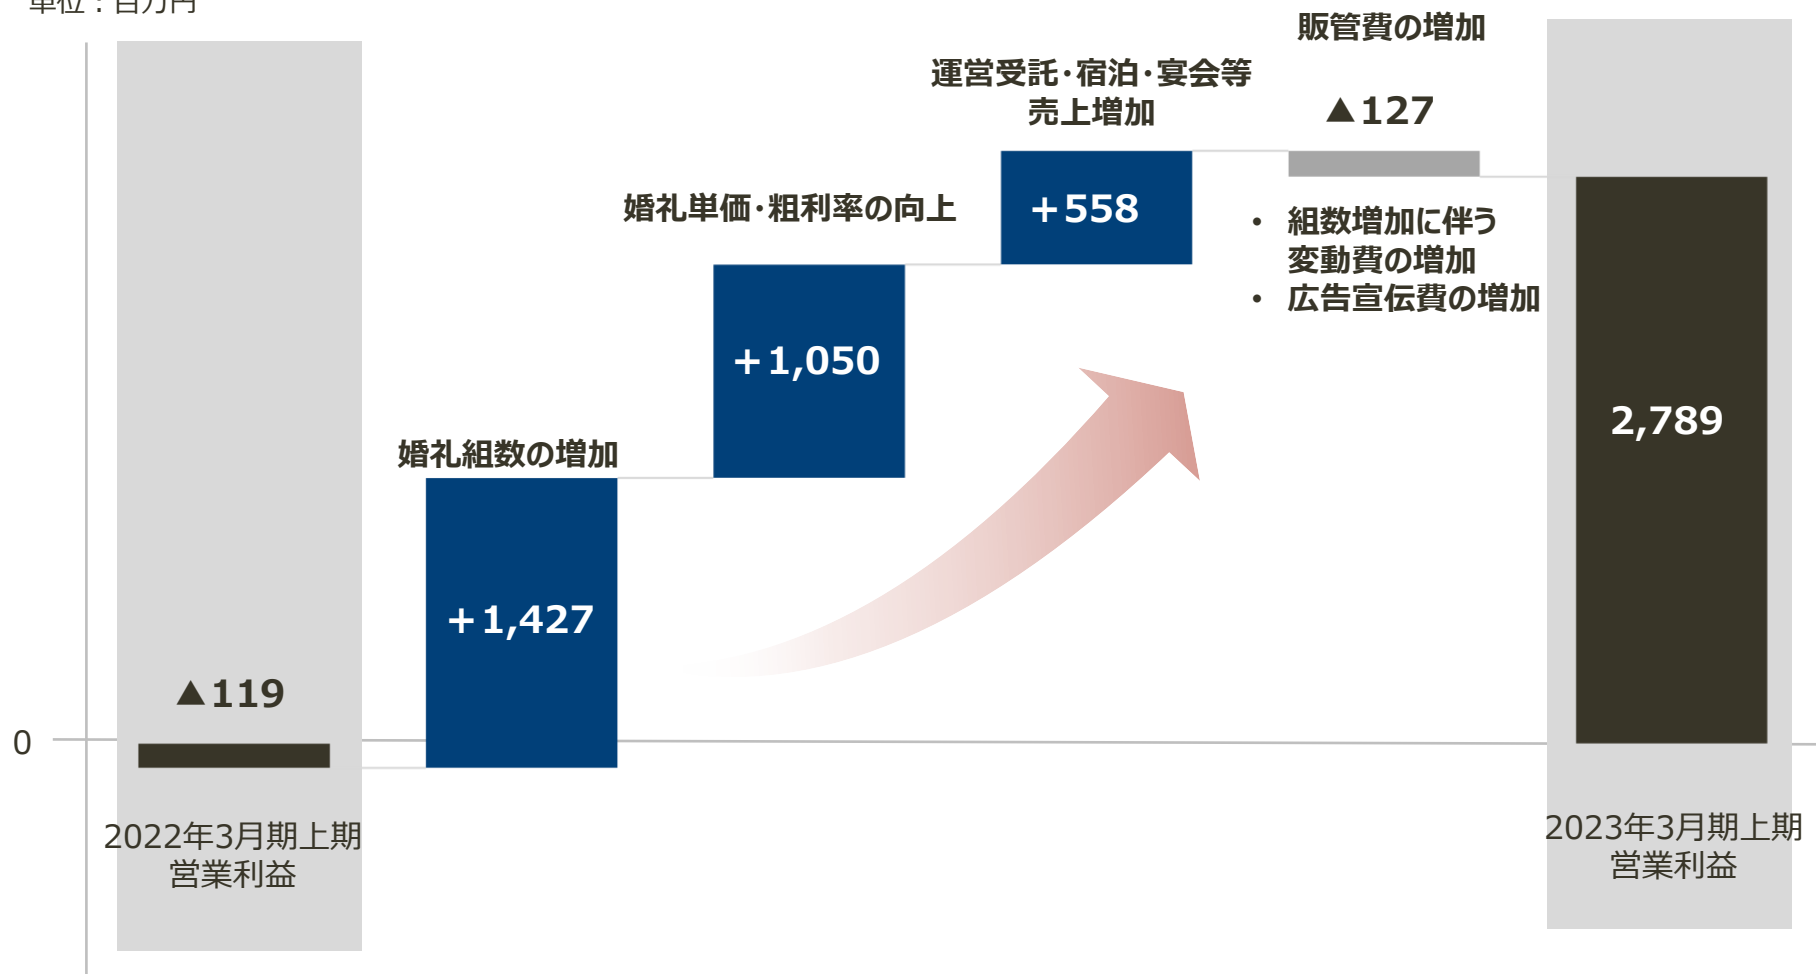 単位：百万円
販管費の増加
▲127
運営受託･宿泊･宴会等
売上増加
+558
婚礼単価･粗利率の向上
+1,050
・ 組数増加に伴う
変動費の増加
・ 広告宣伝費の増加
婚礼組数の増加
+1,427
2,789
▲119
0
2022年3月期上期
営業利益
2023年3月期上期
営業利益